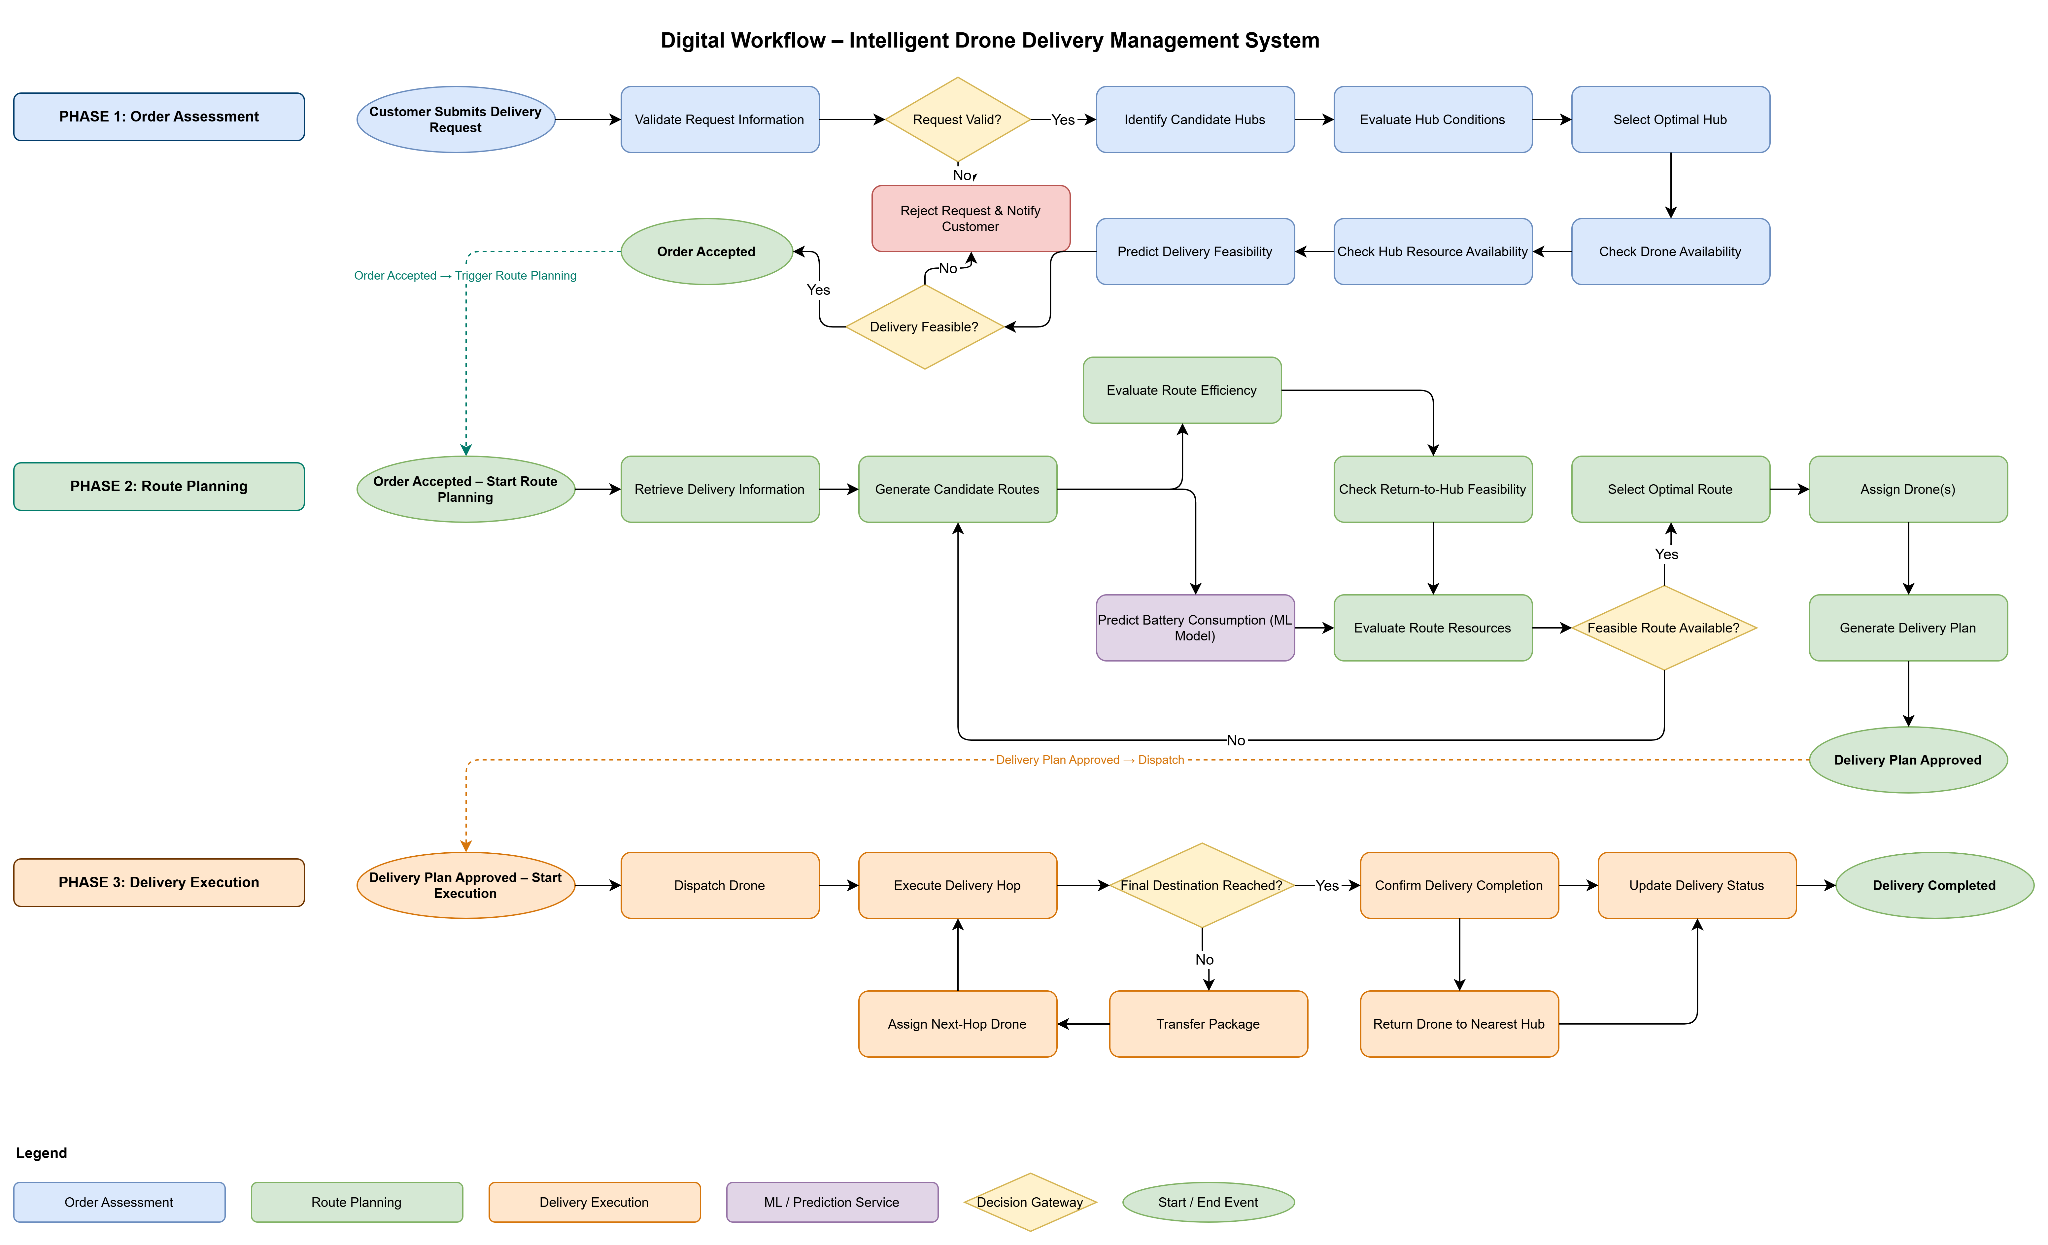 Digital Workflow – Intelligent Drone Delivery Management System
PHASE 1: Order Assessment
Customer Submits Delivery
Request
Validate Request Information
Request Valid?
Yes
Identify Candidate Hubs
Evaluate Hub Conditions
Select Optimal Hub
No
Reject Request & Notify
Customer
Order Accepted
Predict Delivery Feasibility
Check Hub Resource Availability
Check Drone Availability
Order Accepted → Trigger Route Planning
No
Yes
Delivery Feasible?
Evaluate Route Efficiency
PHASE 2: Route Planning
Order Accepted – Start Route
Planning
Retrieve Delivery Information
Generate Candidate Routes
Check Return-to-Hub Feasibility
Select Optimal Route
Assign Drone(s)
Yes
Predict Battery Consumption (ML
Model)
Evaluate Route Resources
Feasible Route Available?
Generate Delivery Plan
No
Delivery Plan Approved → Dispatch
Delivery Plan Approved
PHASE 3: Delivery Execution
Delivery Plan Approved – Start
Execution
Dispatch Drone
Execute Delivery Hop
Final Destination Reached?
Yes
Confirm Delivery Completion
Update Delivery Status
Delivery Completed
No
Assign Next-Hop Drone
Transfer Package
Return Drone to Nearest Hub
Legend
Order Assessment
Route Planning
Delivery Execution
ML / Prediction Service
Decision Gateway
Start / End Event